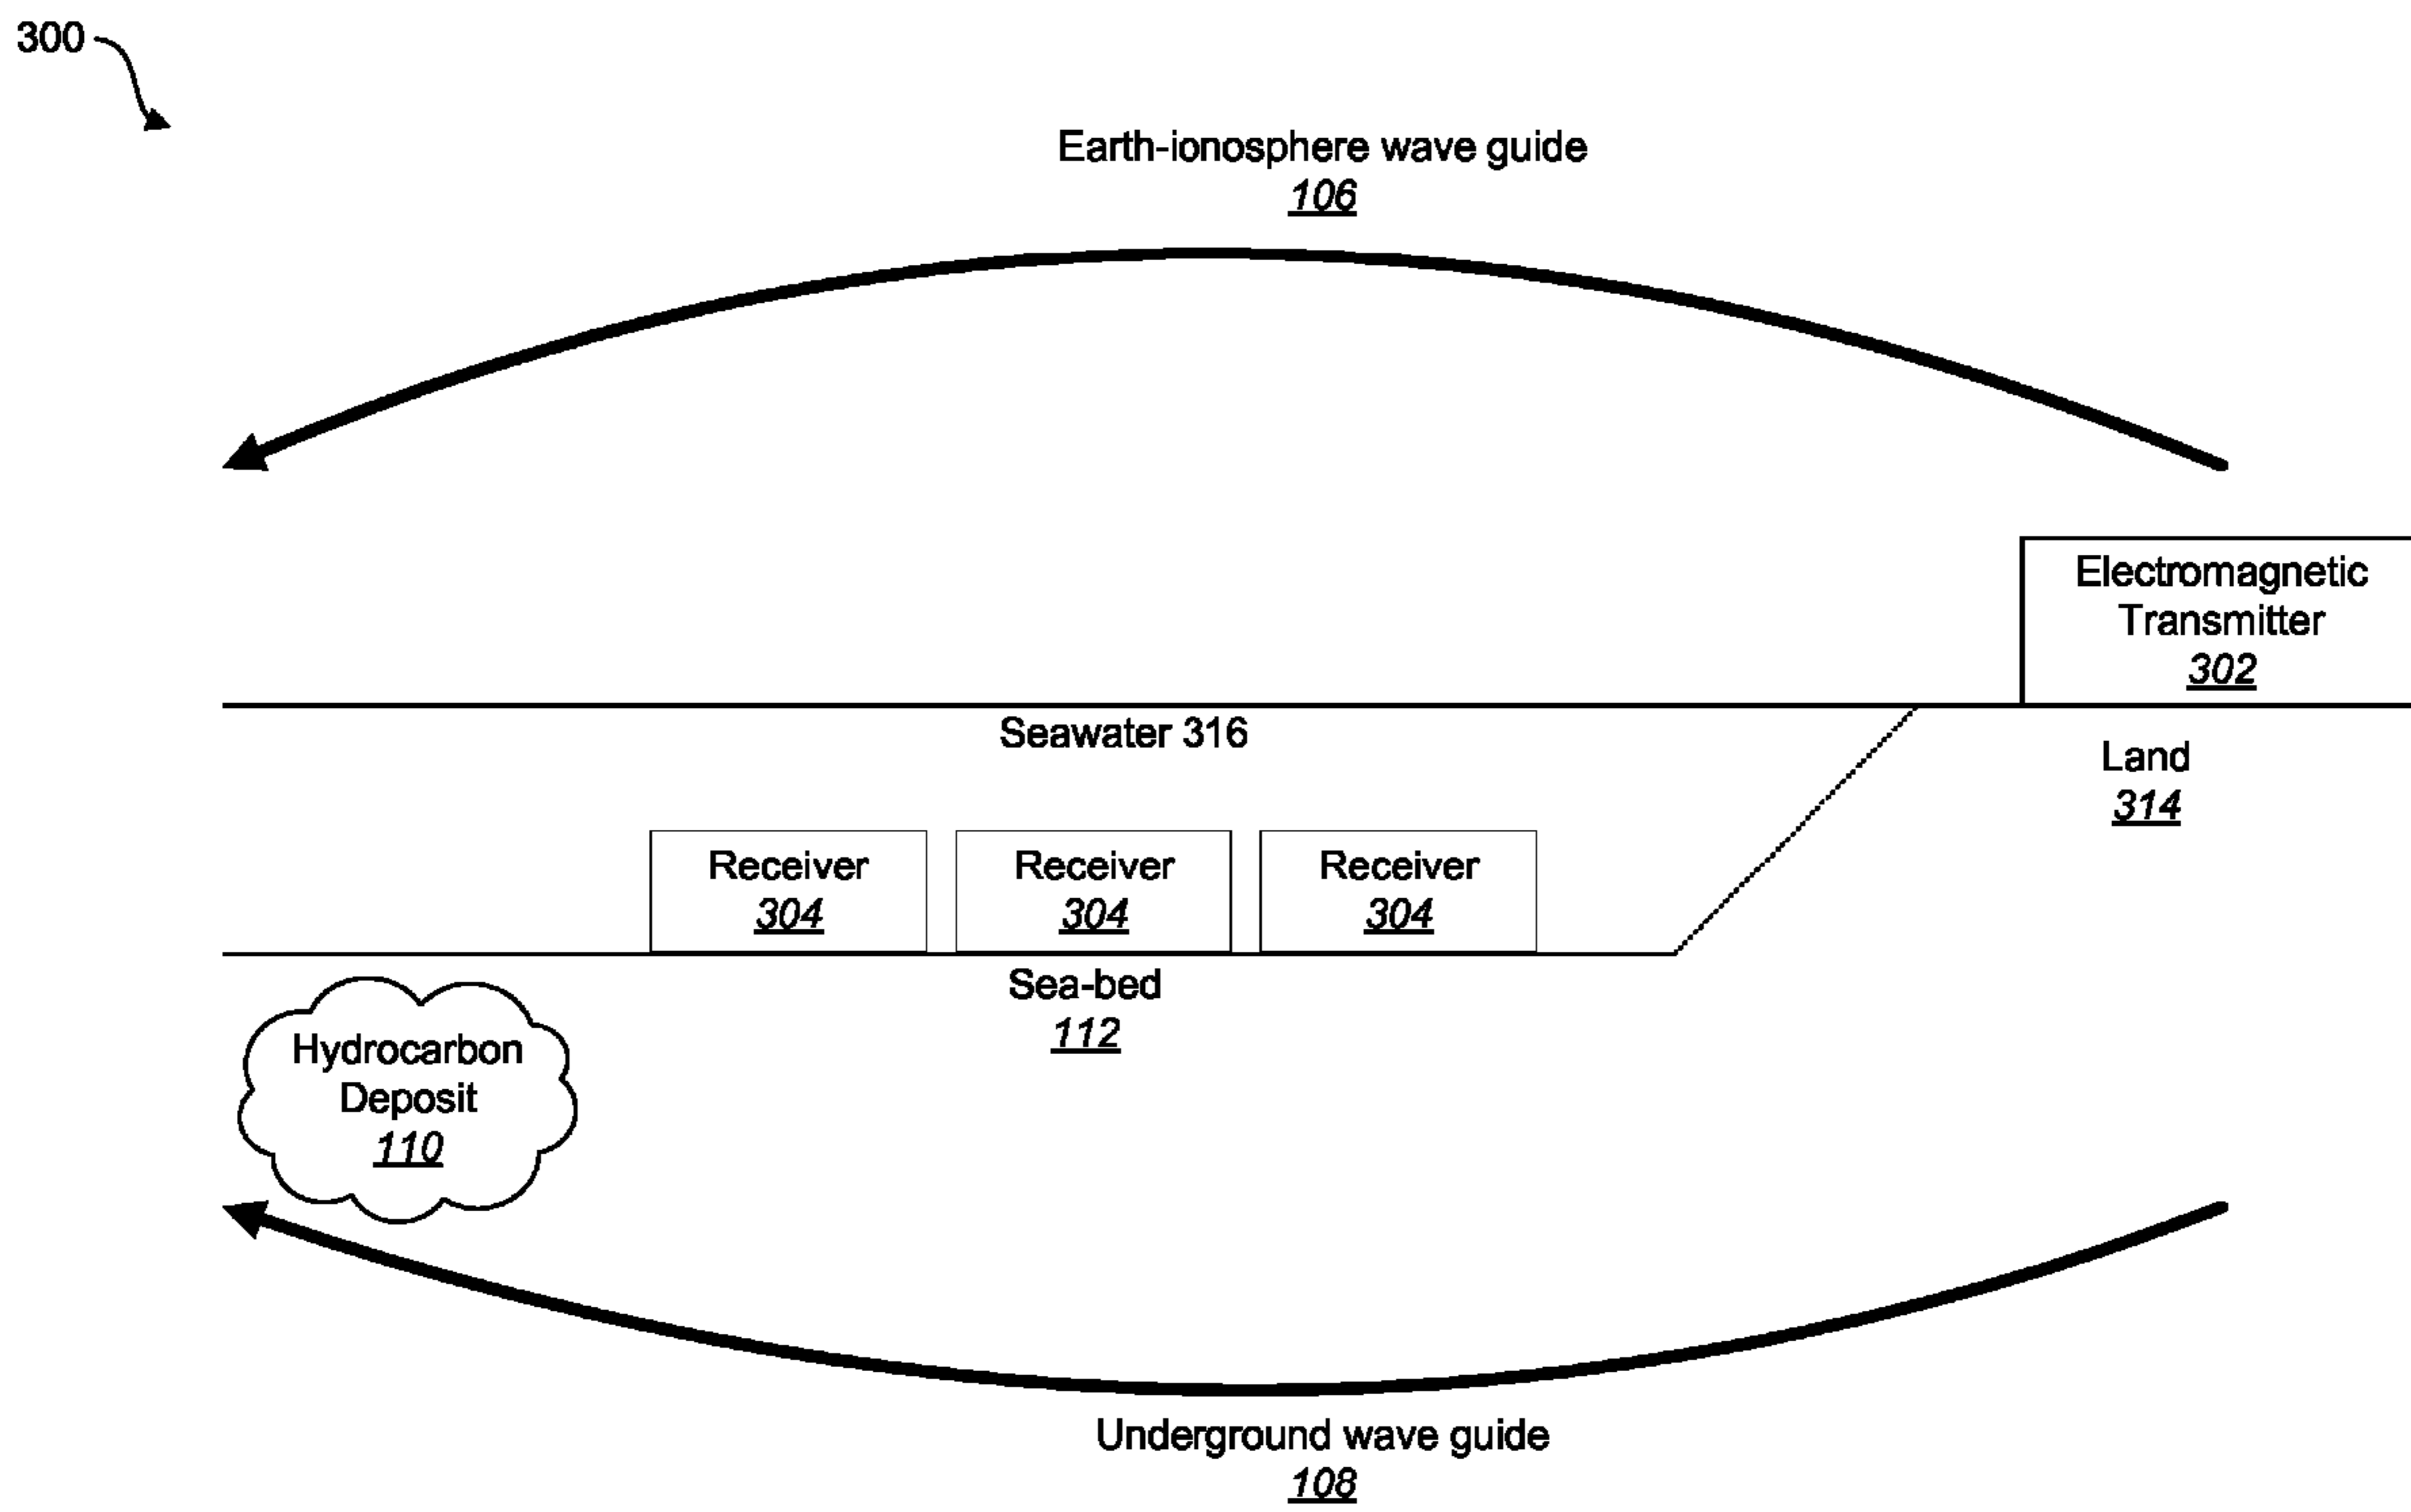 300
Earth-ionosphere wave guide
106
Electromagnetic
Transmitter
302
Seawater 316
Land
314
Receiver
304
Receiver
304
Receiver
304
Sea-bed
112
Hydrocarbon
Deposit
110
Underground wave guide
108